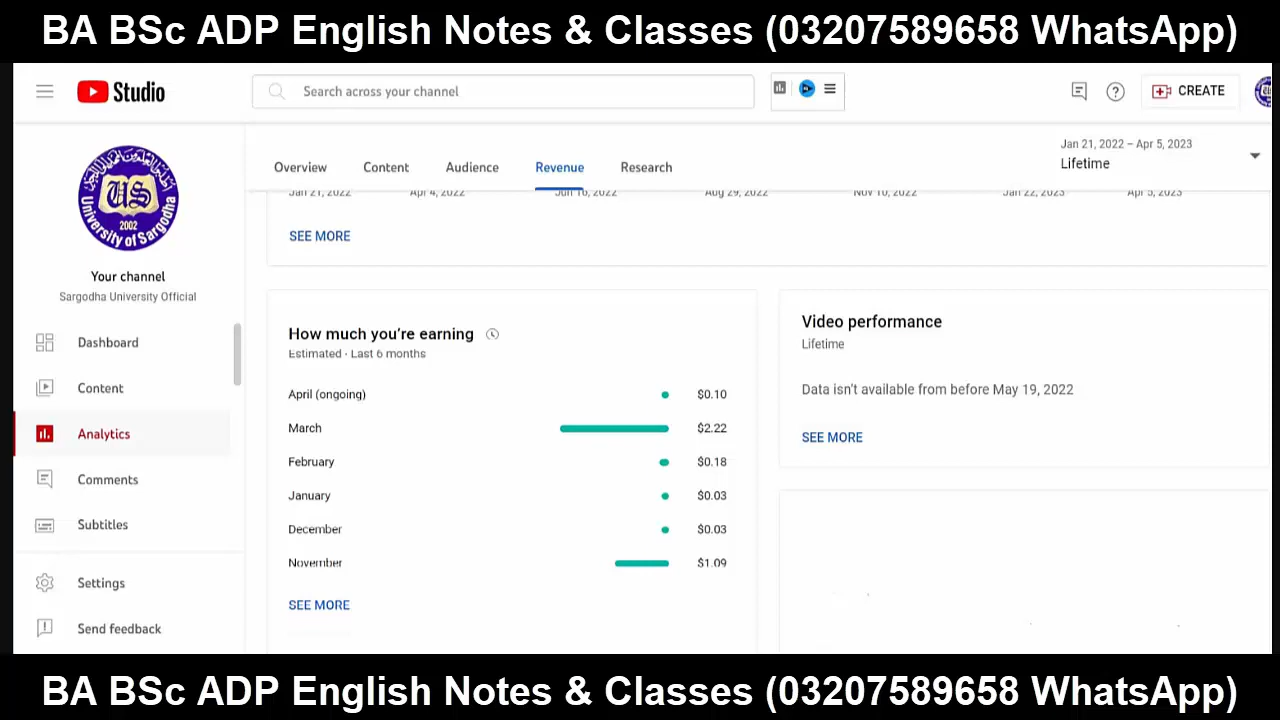 BA BSc ADP English Notes & Classes (03207589658 WhatsApp)
Studio
Search across your channel
CREATE
Overview
Content
Audience
Revenue
Research
Jan 21, 2022 – Apr 5, 2023
Lifetime
Jan 21, 2022
Apr 4, 2022
Jun 16, 2022
Aug 29, 2022
Nov 10, 2022
Jan 22, 2023
Apr 5, 2023
SEE MORE
US
2002
University of Sargodha
Your channel
Sargodha University Official
Dashboard
Content
Analytics
Comments
Subtitles
Settings
Send feedback
How much you're earning
Estimated · Last 6 months
April (ongoing) $0.10
March $2.22
February $0.18
January $0.03
December $0.03
November $1.09
SEE MORE
Video performance
Lifetime
Data isn't available from before May 19, 2022
SEE MORE
BA BSc ADP English Notes & Classes (03207589658 WhatsApp)